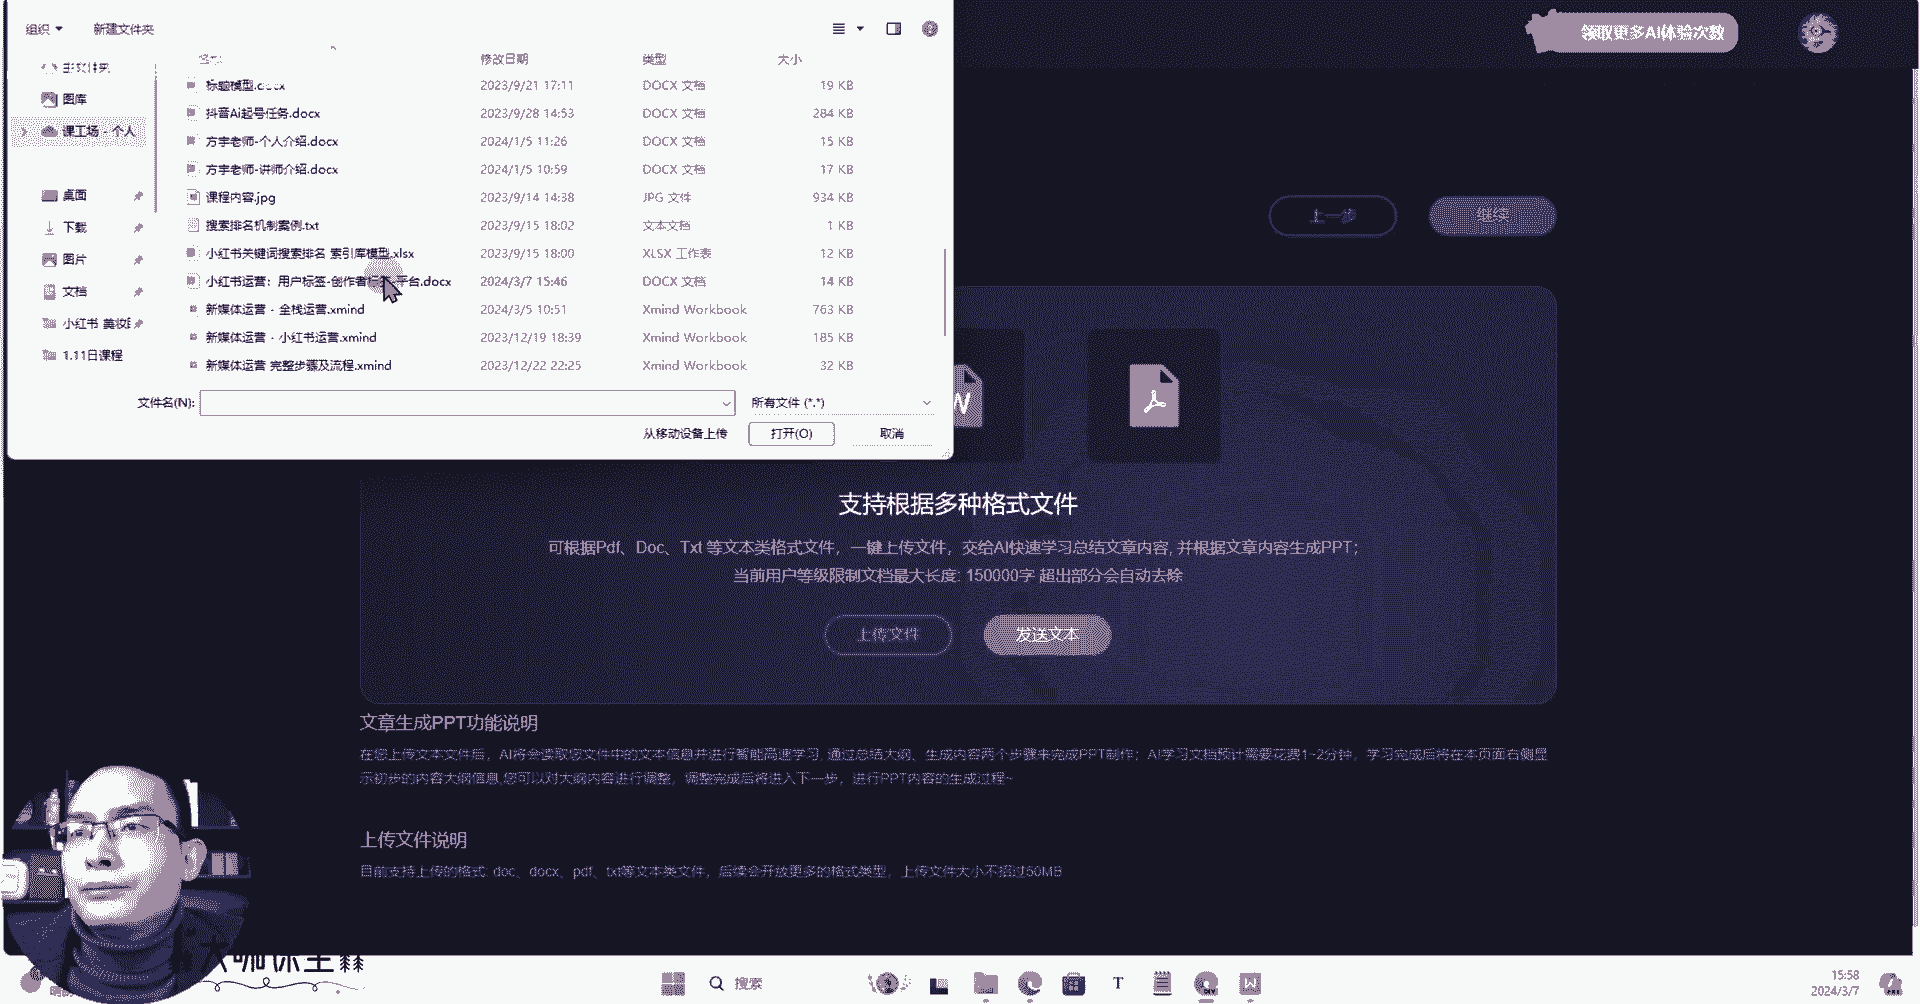 组织 新建文件夹
名称 修改日期 类型 大小
主文件夹
图库
课工场 - 个人
桌面
下载
图片
文档
小红书 美妆
1.11日课程
标题模型.docx 2023/9/21 17:11 DOCX 文档 19 KB
抖音Ai起号任务.docx 2023/9/28 14:53 DOCX 文档 284 KB
方宇老师-个人介绍.docx 2024/1/5 11:26 DOCX 文档 15 KB
方宇老师-讲师介绍.docx 2024/1/5 10:59 DOCX 文档 17 KB
课程内容.jpg 2023/9/14 14:38 JPG 文件 934 KB
搜索排名机制案例.txt 2023/9/15 18:02 文本文档 1 KB
小红书关键词搜索排名 索引库模型.xlsx 2023/9/15 18:00 XLSX 工作表 12 KB
小红书运营：用户标签-创作者标签-平台.docx 2024/3/7 15:46 DOCX 文档 14 KB
新媒体运营 - 全栈运营.xmind 2024/3/5 10:51 Xmind Workbook 763 KB
新媒体运营 - 小红书运营.xmind 2023/12/19 18:39 Xmind Workbook 185 KB
新媒体运营 完整步骤及流程.xmind 2023/12/22 22:25 Xmind Workbook 32 KB
文件名(N): 所有文件 (*.*)
从移动设备上传 打开(O) 取消
领取更多AI体验次数
上一步 继续
W
支持根据多种格式文件
可根据Pdf、Doc、Txt 等文本类格式文件，一键上传文件，交给AI快速学习总结文章内容, 并根据文章内容生成PPT；
当前用户等级限制文档最大长度: 150000字 超出部分会自动去除
上传文件 发送文本
文章生成PPT功能说明
在您上传文本文件后，AI将会读取您文件中的文本信息并进行智能高速学习, 通过总结大纲、生成内容两个步骤来完成PPT制作；AI学习文档预计需要花费1~2分钟，学习完成后将在本页面右侧显
示初步的内容大纲信息,您可以对大纲内容进行调整，调整完成后将进入下一步，进行PPT内容的生成过程~
上传文件说明
目前支持上传的格式: doc、docx、pdf、txt等文本类文件，后续会开放更多的格式类型，上传文件大小不超过50MB
大咖课堂
搜索
T
W
15:58
2024/3/7